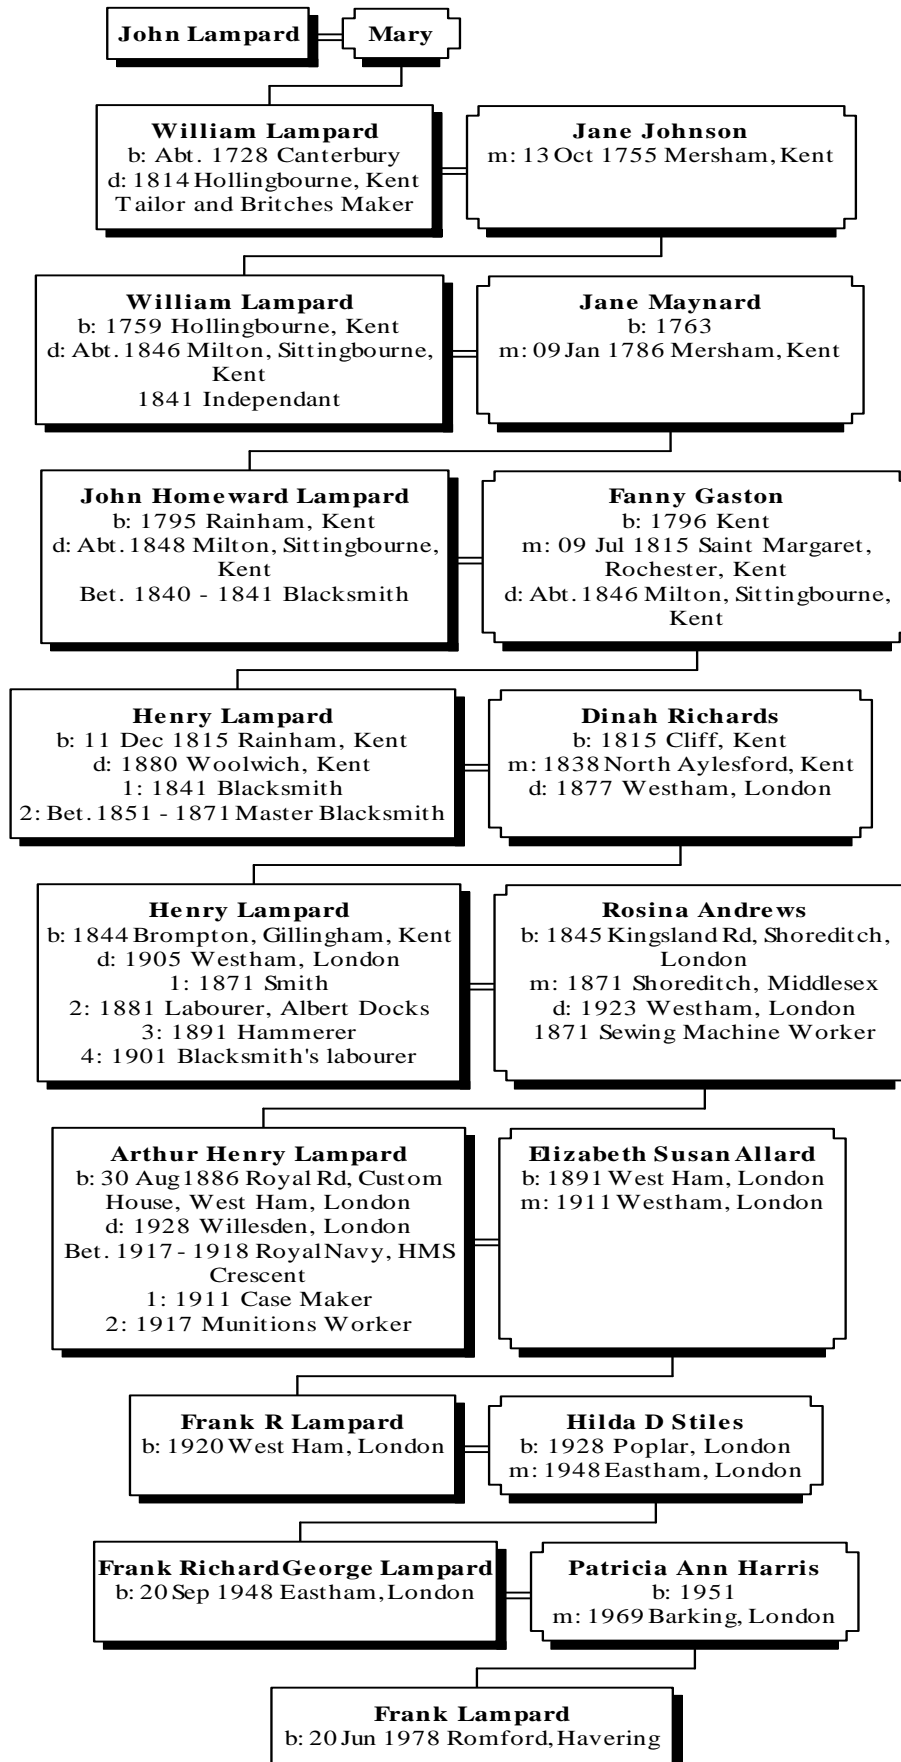 John Lampard
Mary
William Lampard
b: Abt. 1728 Canterbury
d: 1814 Hollingbourne, Kent
Tailor and Britches Maker
Jane Johnson
m: 13 Oct 1755 Mersham, Kent
William Lampard
b: 1759 Hollingbourne, Kent
d: Abt. 1846 Milton, Sittingbourne,
Kent
1841 Independant
Jane Maynard
b: 1763
m: 09 Jan 1786 Mersham, Kent
John Homeward Lampard
b: 1795 Rainham, Kent
d: Abt. 1848 Milton, Sittingbourne,
Kent
Bet. 1840 - 1841 Blacksmith
Fanny Gaston
b: 1796 Kent
m: 09 Jul 1815 Saint Margaret,
Rochester, Kent
d: Abt. 1846 Milton, Sittingbourne,
Kent
Henry Lampard
b: 11 Dec 1815 Rainham, Kent
d: 1880 Woolwich, Kent
1: 1841 Blacksmith
2: Bet. 1851 - 1871 Master Blacksmith
Dinah Richards
b: 1815 Cliff, Kent
m: 1838 North Aylesford, Kent
d: 1877 Westham, London
Henry Lampard
b: 1844 Brompton, Gillingham, Kent
d: 1905 Westham, London
1: 1871 Smith
2: 1881 Labourer, Albert Docks
3: 1891 Hammerer
4: 1901 Blacksmith's labourer
Rosina Andrews
b: 1845 Kingsland Rd, Shoreditch,
London
m: 1871 Shoreditch, Middlesex
d: 1923 Westham, London
1871 Sewing Machine Worker
Arthur Henry Lampard
b: 30 Aug 1886 Royal Rd, Custom
House, West Ham, London
d: 1928 Willesden, London
Bet. 1917 - 1918 Royal Navy, HMS
Crescent
1: 1911 Case Maker
2: 1917 Munitions Worker
Elizabeth Susan Allard
b: 1891 West Ham, London
m: 1911 Westham, London
Frank R Lampard
b: 1920 West Ham, London
Hilda D Stiles
b: 1928 Poplar, London
m: 1948 Eastham, London
Frank Richard George Lampard
b: 20 Sep 1948 Eastham, London
Patricia Ann Harris
b: 1951
m: 1969 Barking, London
Frank Lampard
b: 20 Jun 1978 Romford, Havering